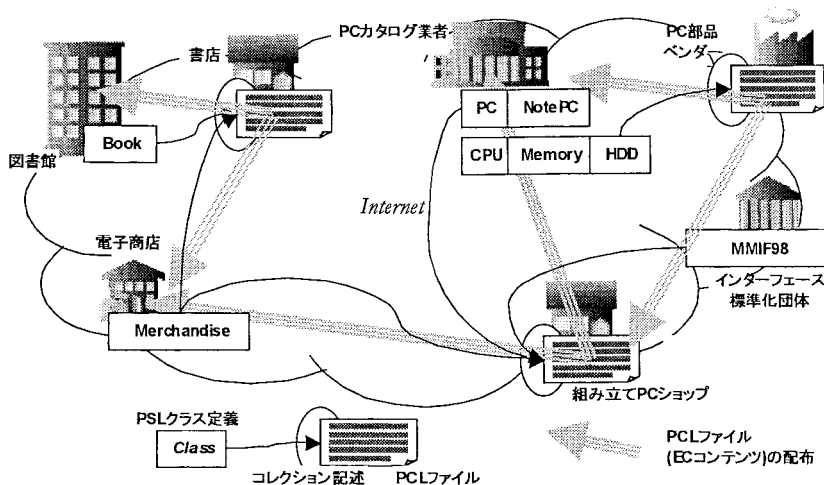 書店
PCカタログ業者
PC部品
ベンダー
PC NotePC
Book
CPU Memory HDD
図書館
Internet
電子商店
MMIF98
インターフェース
標準化団体
Merchandise
組み立てPCショップ
PSLクラス定義
Class
コレクション記述 PCLファイル
PCLファイル
(ECコンテンツ)の配布